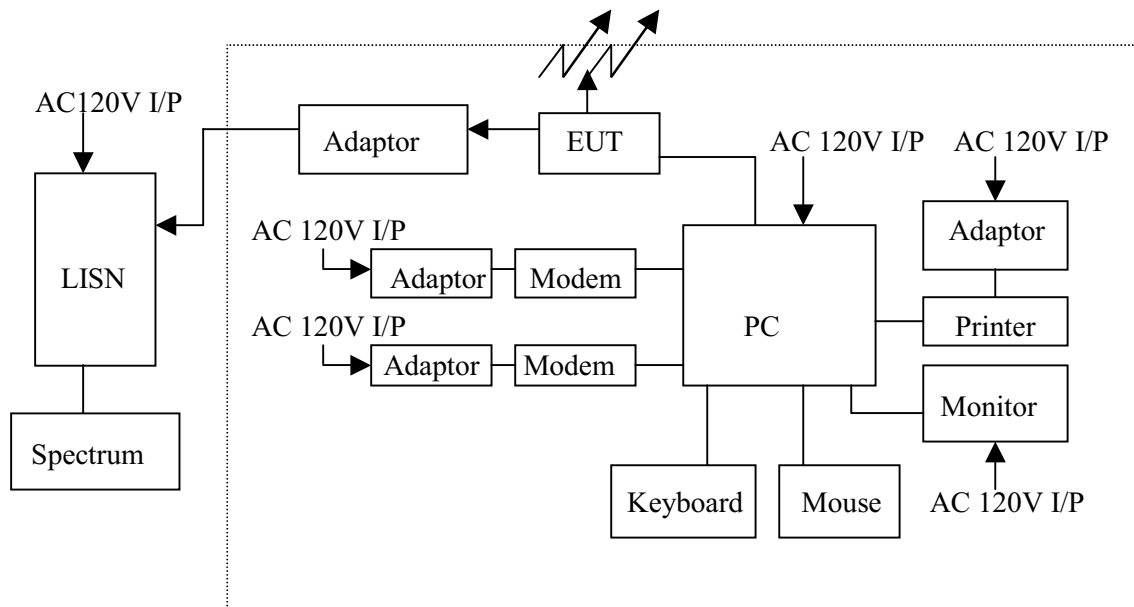 AC120V I/P
Adaptor
EUT
AC 120V I/P
AC 120V I/P
LISN
AC 120V I/P
Adaptor
Modem
PC
Adaptor
AC 120V I/P
Adaptor
Modem
Printer
Spectrum
Monitor
Keyboard
Mouse
AC 120V I/P